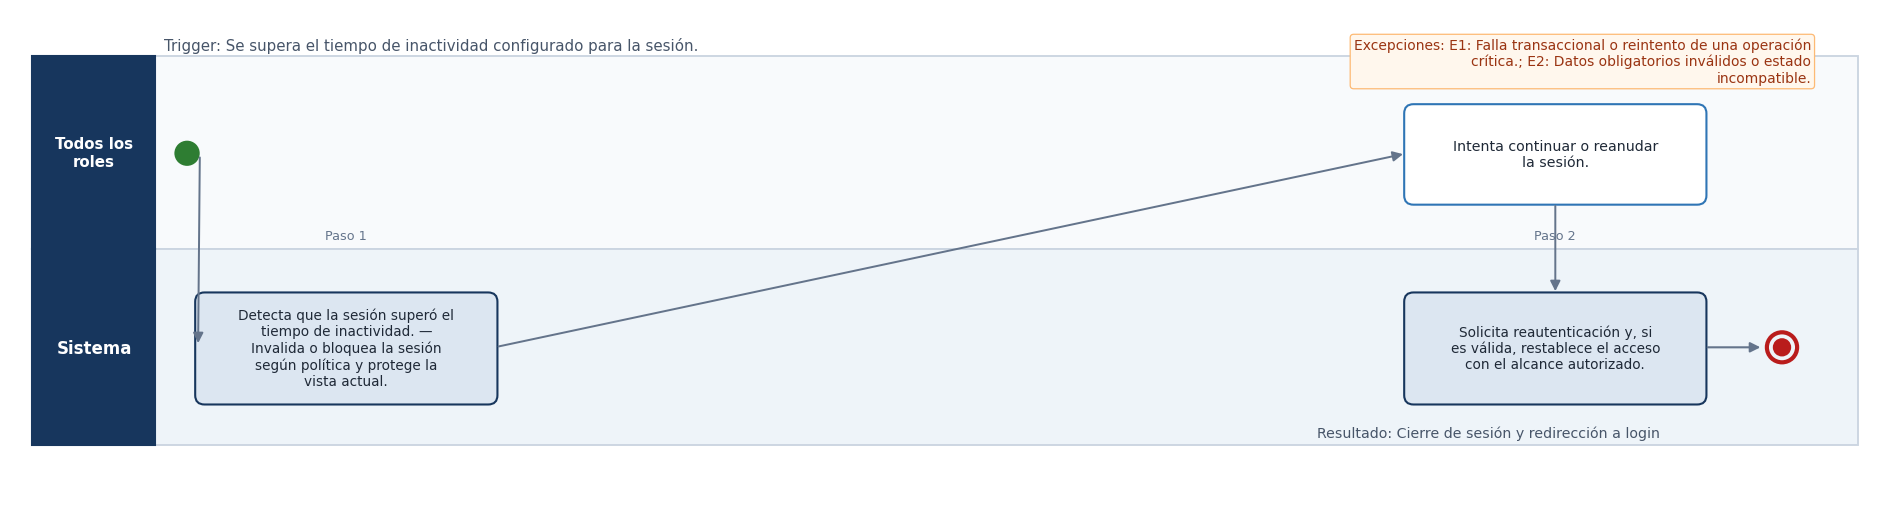 Trigger: Se supera el tiempo de inactividad configurado para la sesión.
Excepciones: E1: Falla transaccional o reintento de una operación
crítica.; E2: Datos obligatorios inválidos o estado
incompatible.
Todos los
roles
Intenta continuar o reanudar
la sesión.
Paso 1
Paso 2
Sistema
Detecta que la sesión superó el
tiempo de inactividad. —
Invalida o bloquea la sesión
según política y protege la
vista actual.
Solicita reautenticación y, si
es válida, restablece el acceso
con el alcance autorizado.
Resultado: Cierre de sesión y redirección a login